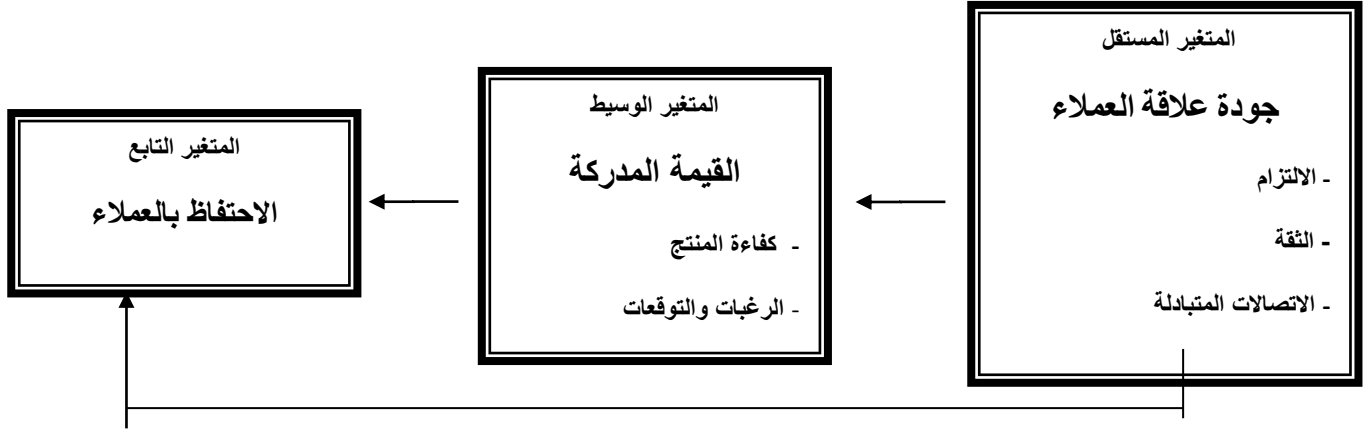 المتغير المستقل
جودة علاقة العملاء
- الالتزام
- الثقة
- الاتصالات المتبادلة
المتغير الوسيط
القيمة المدركة
- كفاءة المنتج
- الرغبات والتوقعات
المتغير التابع
الاحتفاظ بالعملاء